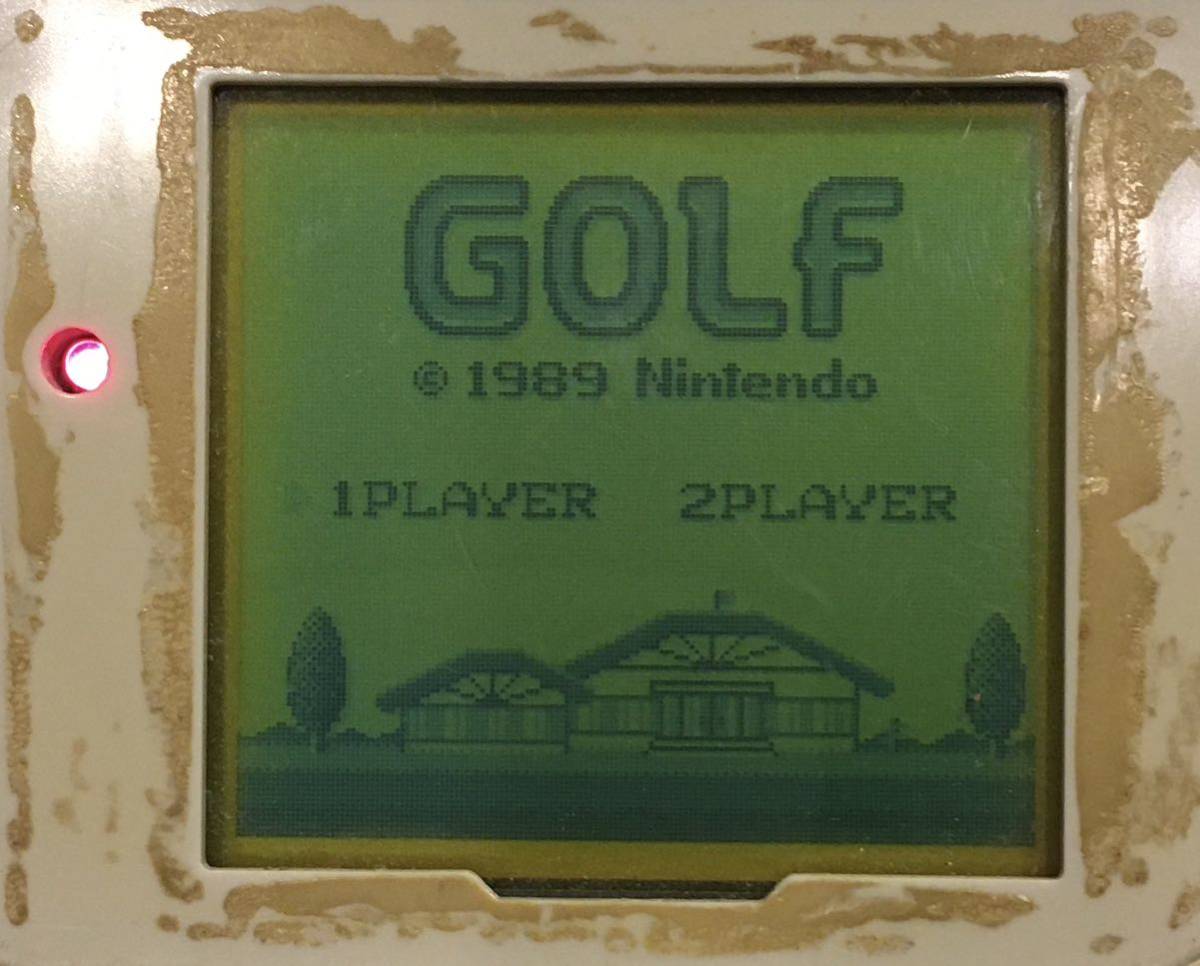 GOLF
© 1989 Nintendo
1PLAYER 2PLAYER